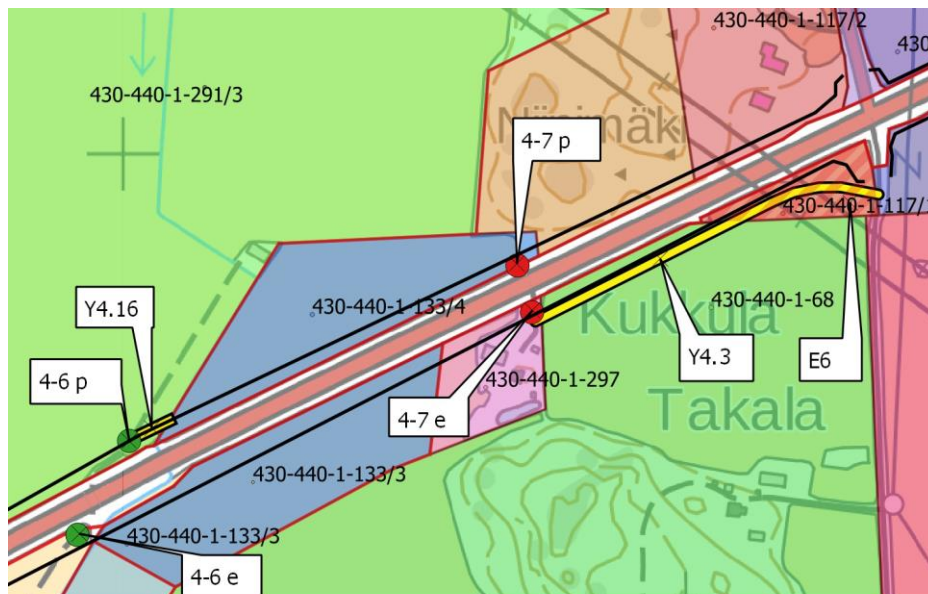 430-440-1-117/2
430-440-1-291/3
Niinimäki
4-7 p
430-440-1-117/
430-440-1-68
430-440-1-133/4
Kukkula
Y4.16
Y4.3
E6
4-6 p
430-440-1-297
4-7 e
Takala
430-440-1-133/3
430-440-1-133/3
4-6 e